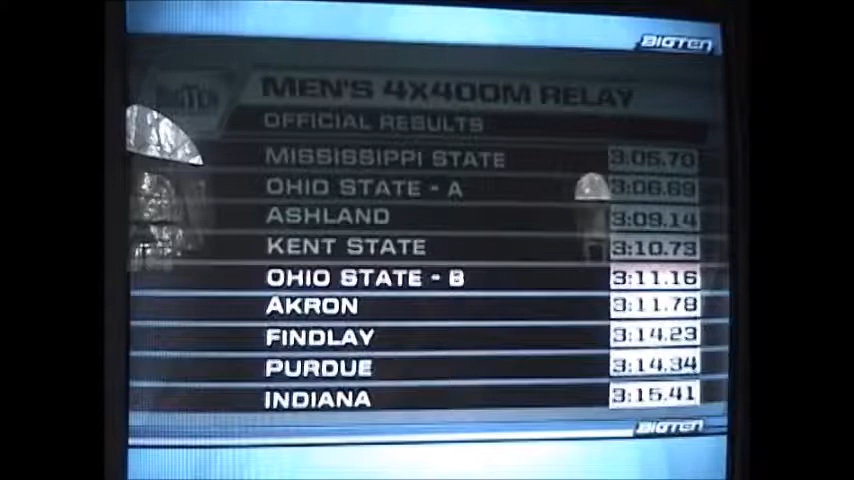 BIGTEN
BIGTEN
MEN'S 4X400M RELAY
OFFICIAL RESULTS
MISSISSIPPI STATE 3:05.70
OHIO STATE - A 3:06.69
ASHLAND 3:09.14
KENT STATE 3:10.73
OHIO STATE - B 3:11.16
AKRON 3:11.78
FINDLAY 3:14.23
PURDUE 3:14.34
INDIANA 3:15.41
BIGTEN